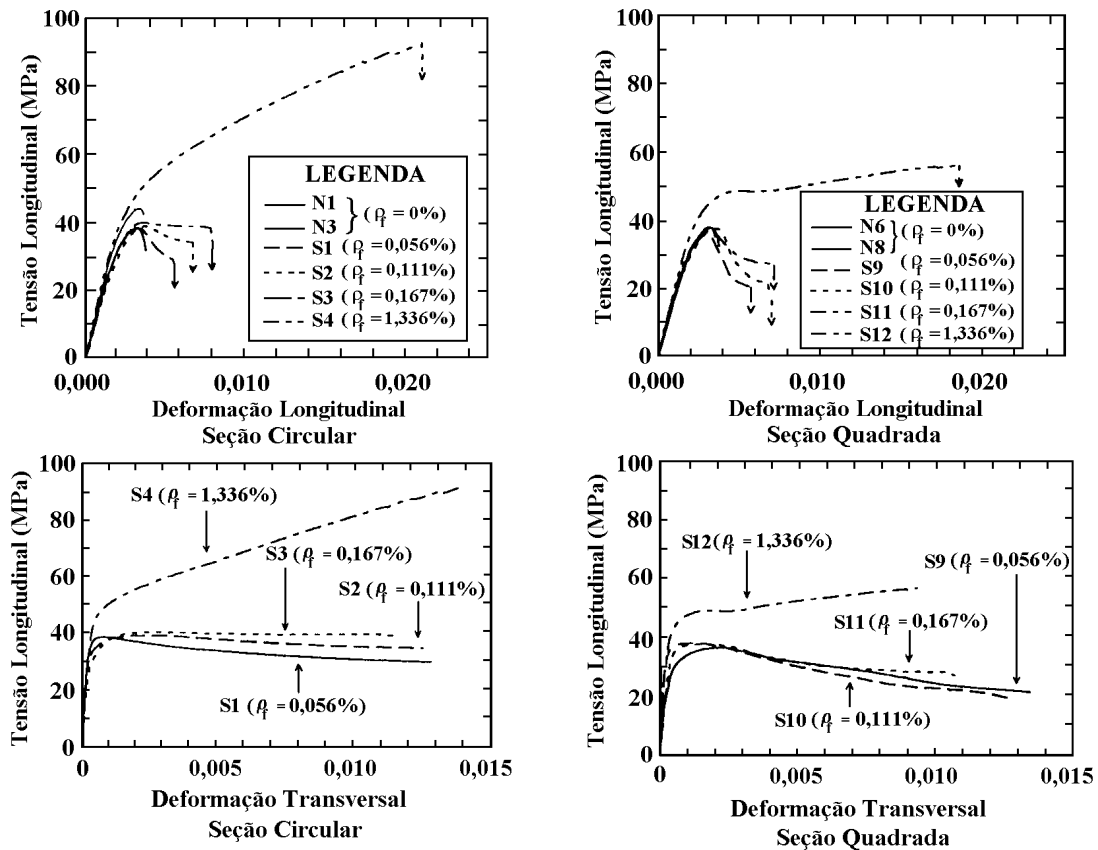 100
80
60
40
20
0
Tensão Longitudinal (MPa)
LEGENDA
N1
N3 } (ρf = 0%)
S1 (ρf = 0,056%)
S2 (ρf = 0,111%)
S3 (ρf = 0,167%)
S4 (ρf = 1,336%)
0,000 0,010 0,020
Deformação Longitudinal
Seção Circular
100
80
60
40
20
0
Tensão Longitudinal (MPa)
LEGENDA
N6
N8 } (ρf = 0%)
S9 (ρf = 0,056%)
S10 (ρf = 0,111%)
S11 (ρf = 0,167%)
S12 (ρf = 1,336%)
0,000 0,010 0,020
Deformação Longitudinal
Seção Quadrada
100
80
60
40
20
0
Tensão Longitudinal (MPa)
S4 (ρf = 1,336%)
S3 (ρf = 0,167%)
S2 (ρf = 0,111%)
S1 (ρf = 0,056%)
0 0,005 0,010 0,015
Deformação Transversal
Seção Circular
100
80
60
40
20
0
Tensão Longitudinal (MPa)
S12 (ρf = 1,336%)
S9 (ρf = 0,056%)
S11 (ρf = 0,167%)
S10 (ρf = 0,111%)
0 0,005 0,010 0,015
Deformação Transversal
Seção Quadrada